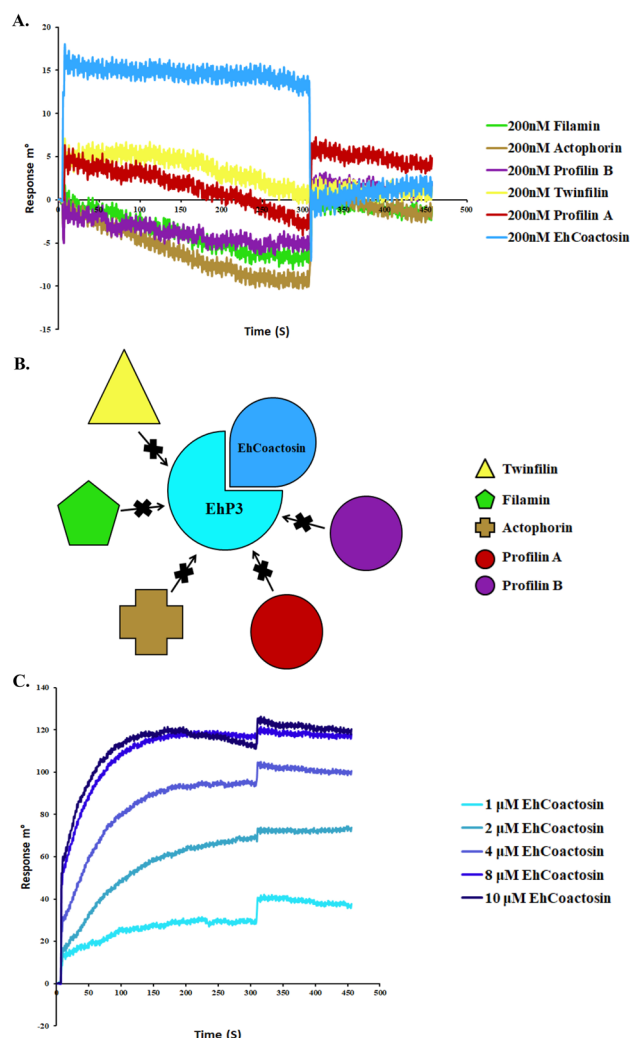 A.
20
15
10
5
0
-5
-10
-15
Response m°
0
50
100
150
200
250
300
350
400
450
500
Time (S)
200nM Filamin
200nM Actophorin
200nM Profilin B
200nM Twinfilin
200nM Profilin A
200nM EhCoactosin
B.
EhCoactosin
EhP3
Twinfilin
Filamin
Actophorin
Profilin A
Profilin B
C.
140
120
100
80
60
40
20
0
-20
Response m°
0
50
100
150
200
250
300
350
400
450
500
Time (S)
1 μM EhCoactosin
2 μM EhCoactosin
4 μM EhCoactosin
8 μM EhCoactosin
10 μM EhCoactosin